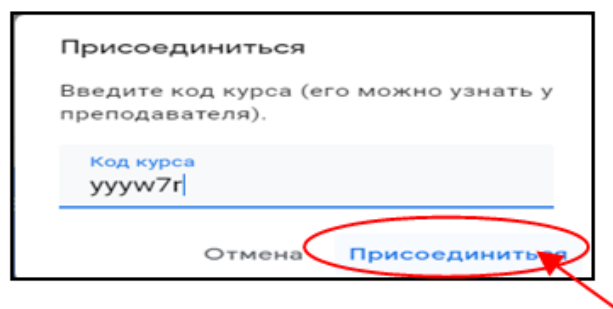 Присоединиться
Введите код курса (его можно узнать у
преподавателя).
Код курса
yyyw7r
Отмена Присоединиться